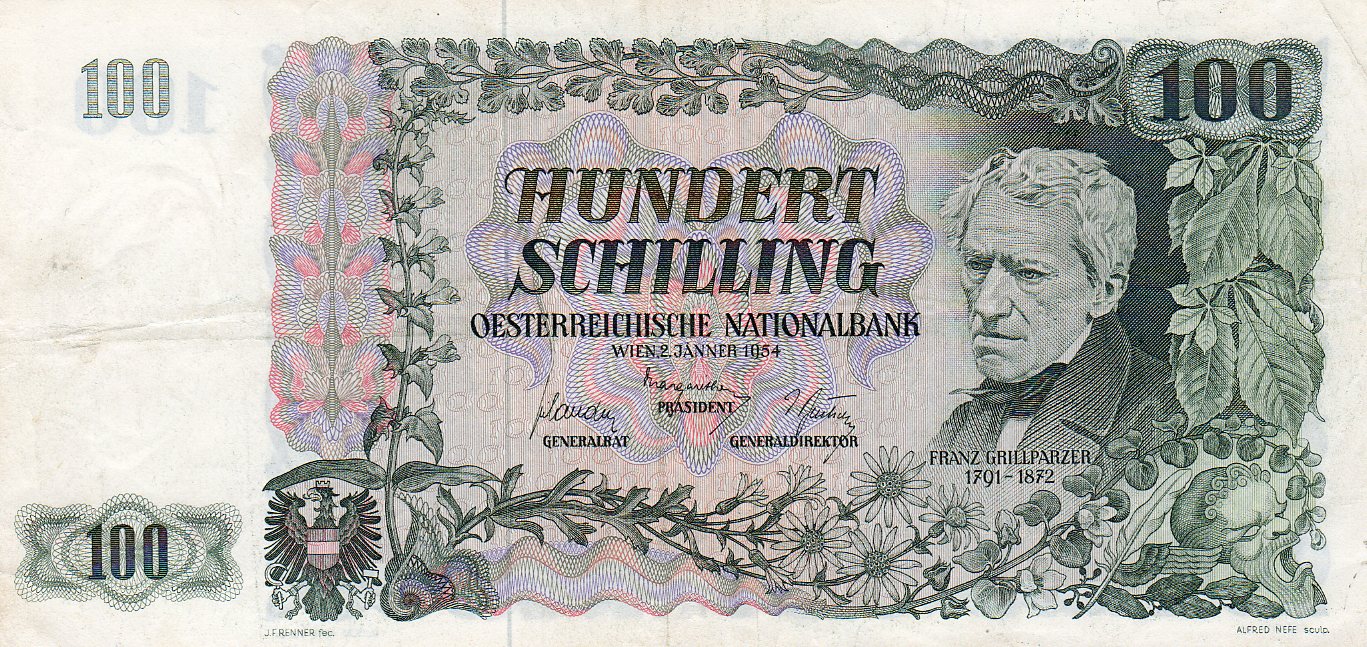 100
100
HUNDERT
SCHILLING
OESTERREICHISCHE NATIONALBANK
WIEN, 2. JÄNNER 1954
PRÄSIDENT
GENERALRAT
GENERALDIREKTOR
FRANZ GRILLPARZER
1791-1872
100
J.F. RENNER fec.
ALFRED NEFE sculp.